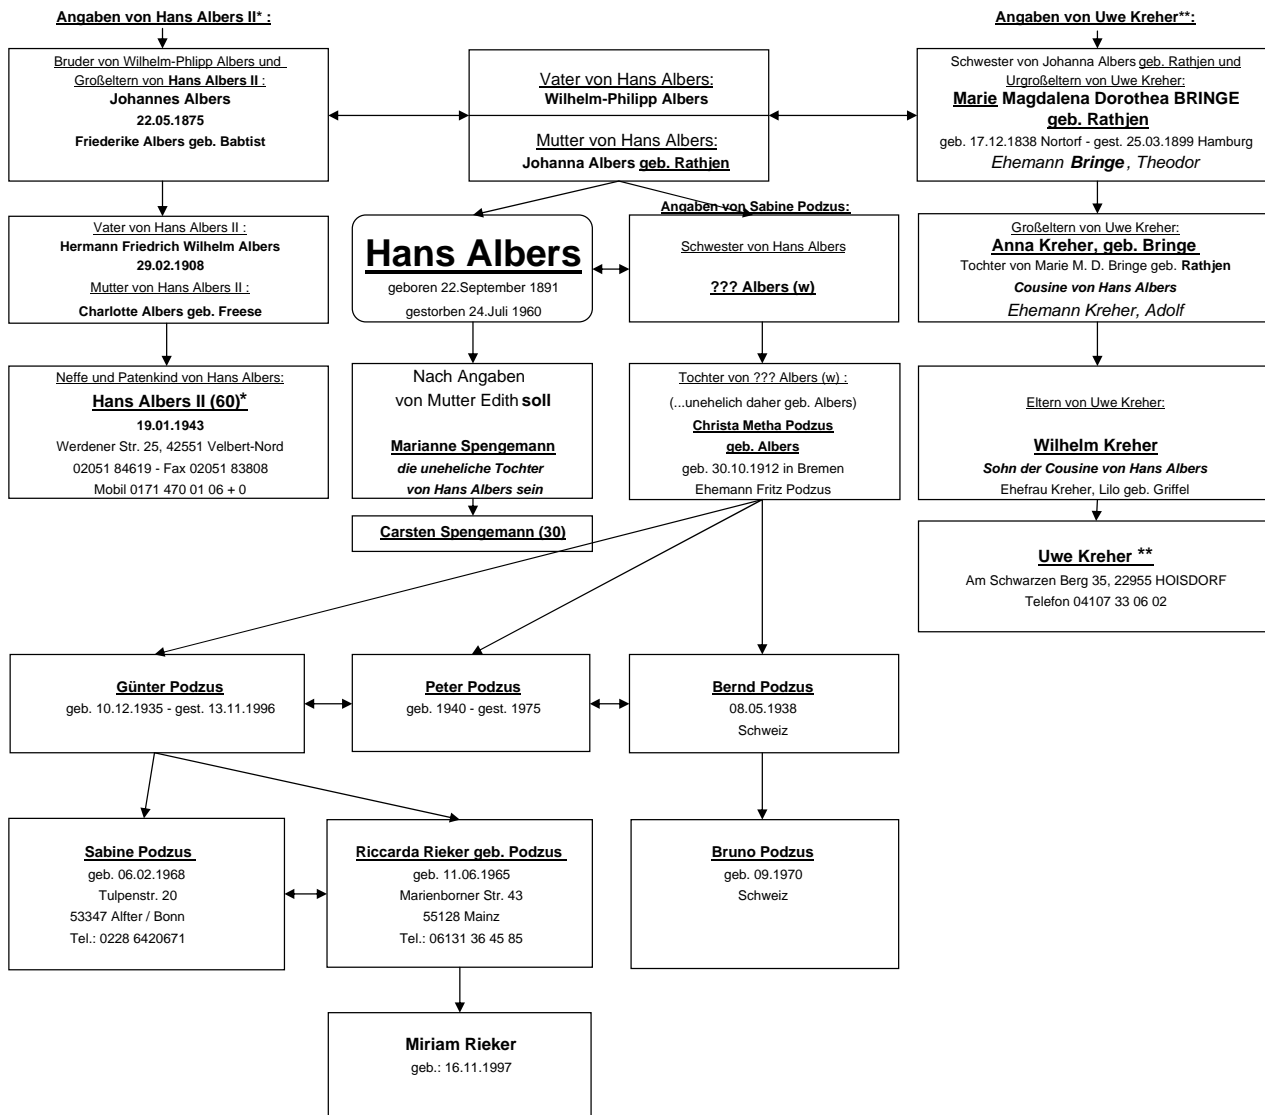 Angaben von Hans Albers II* :
Angaben von Uwe Kreher**:
Bruder von Wilhelm-Phlipp Albers und
Großeltern von Hans Albers II :
Johannes Albers
22.05.1875
Friederike Albers geb. Babtist
Vater von Hans Albers:
Wilhelm-Philipp Albers
Mutter von Hans Albers:
Johanna Albers geb. Rathjen
Schwester von Johanna Albers geb. Rathjen und
Urgroßeltern von Uwe Kreher:
Marie Magdalena Dorothea BRINGE
geb. Rathjen
geb. 17.12.1838 Nortorf - gest. 25.03.1899 Hamburg
Ehemann Bringe, Theodor
Vater von Hans Albers II :
Hermann Friedrich Wilhelm Albers
29.02.1908
Mutter von Hans Albers II :
Charlotte Albers geb. Freese
Hans Albers
geboren 22.September 1891
gestorben 24.Juli 1960
Angaben von Sabine Podzus:
Schwester von Hans Albers
??? Albers (w)
Großeltern von Uwe Kreher:
Anna Kreher, geb. Bringe
Tochter von Marie M. D. Bringe geb. Rathjen
Cousine von Hans Albers
Ehemann Kreher, Adolf
Neffe und Patenkind von Hans Albers:
Hans Albers II (60)*
19.01.1943
Werdener Str. 25, 42551 Velbert-Nord
02051 84619 - Fax 02051 83808
Mobil 0171 470 01 06 + 0
Nach Angaben
von Mutter Edith soll
Marianne Spengemann
die uneheliche Tochter
von Hans Albers sein
Carsten Spengemann (30)
Tochter von ??? Albers (w) :
(...unehelich daher geb. Albers)
Christa Metha Podzus
geb. Albers
geb. 30.10.1912 in Bremen
Ehemann Fritz Podzus
Eltern von Uwe Kreher:
Wilhelm Kreher
Sohn der Cousine von Hans Albers
Ehefrau Kreher, Lilo geb. Griffel
Uwe Kreher **
Am Schwarzen Berg 35, 22955 HOISDORF
Telefon 04107 33 06 02
Günter Podzus
geb. 10.12.1935 - gest. 13.11.1996
Peter Podzus
geb. 1940 - gest. 1975
Bernd Podzus
08.05.1938
Schweiz
Sabine Podzus
geb. 06.02.1968
Tulpenstr. 20
53347 Alfter / Bonn
Tel.: 0228 6420671
Riccarda Rieker geb. Podzus
geb. 11.06.1965
Marienborner Str. 43
55128 Mainz
Tel.: 06131 36 45 85
Bruno Podzus
geb. 09.1970
Schweiz
Miriam Rieker
geb.: 16.11.1997